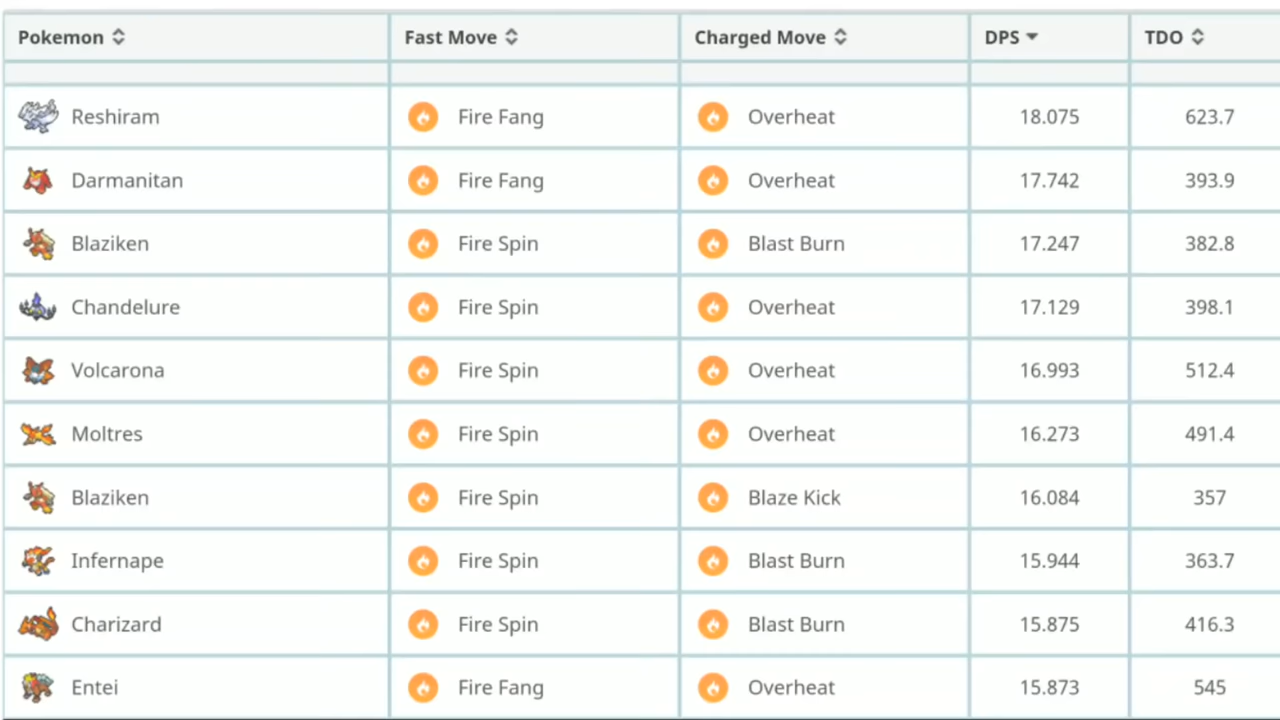 Pokemon Fast Move Charged Move DPS TDO
Reshiram Fire Fang Overheat 18.075 623.7
Darmanitan Fire Fang Overheat 17.742 393.9
Blaziken Fire Spin Blast Burn 17.247 382.8
Chandelure Fire Spin Overheat 17.129 398.1
Volcarona Fire Spin Overheat 16.993 512.4
Moltres Fire Spin Overheat 16.273 491.4
Blaziken Fire Spin Blaze Kick 16.084 357
Infernape Fire Spin Blast Burn 15.944 363.7
Charizard Fire Spin Blast Burn 15.875 416.3
Entei Fire Fang Overheat 15.873 545